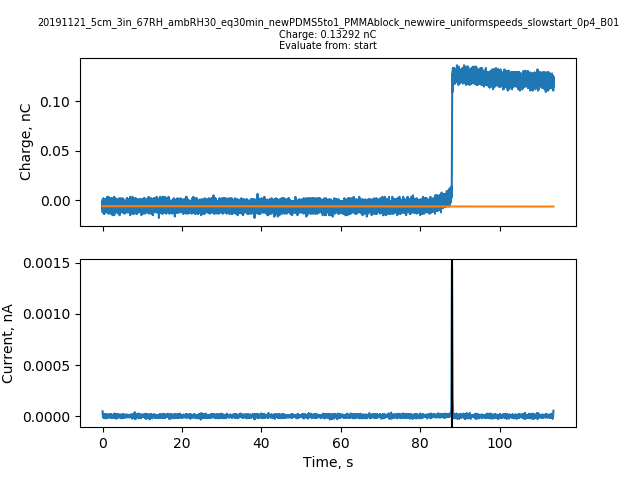 20191121_5cm_3in_67RH_ambRH30_eq30min_newPDMS5to1_PMMAblock_newwire_uniformspeeds_slowstart_0p4_B01
Charge: 0.13292 nC
Evaluate from: start
Charge, nC
0.10
0.05
0.00
Current, nA
0.0015
0.0010
0.0005
0.0000
0 20 40 60 80 100
Time, s